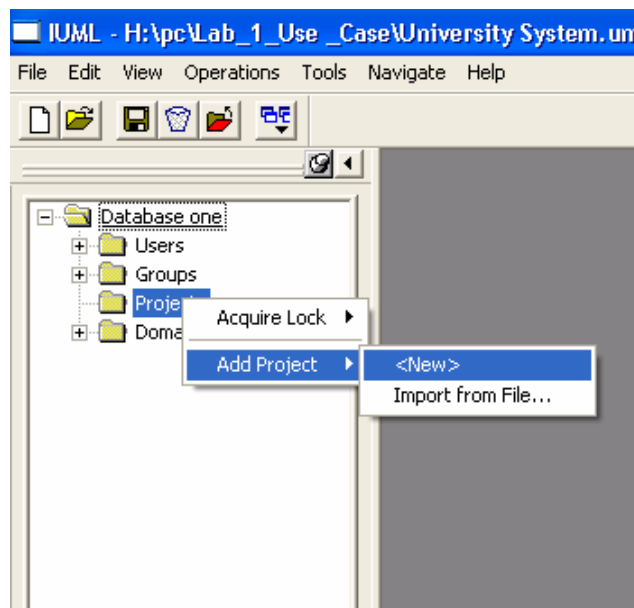 IUML - H:\pc\Lab_1_Use _Case\University System.um
File Edit View Operations Tools Navigate Help
Database one
Users
Groups
Acquire Lock
Add Project
<New>
Import from File...